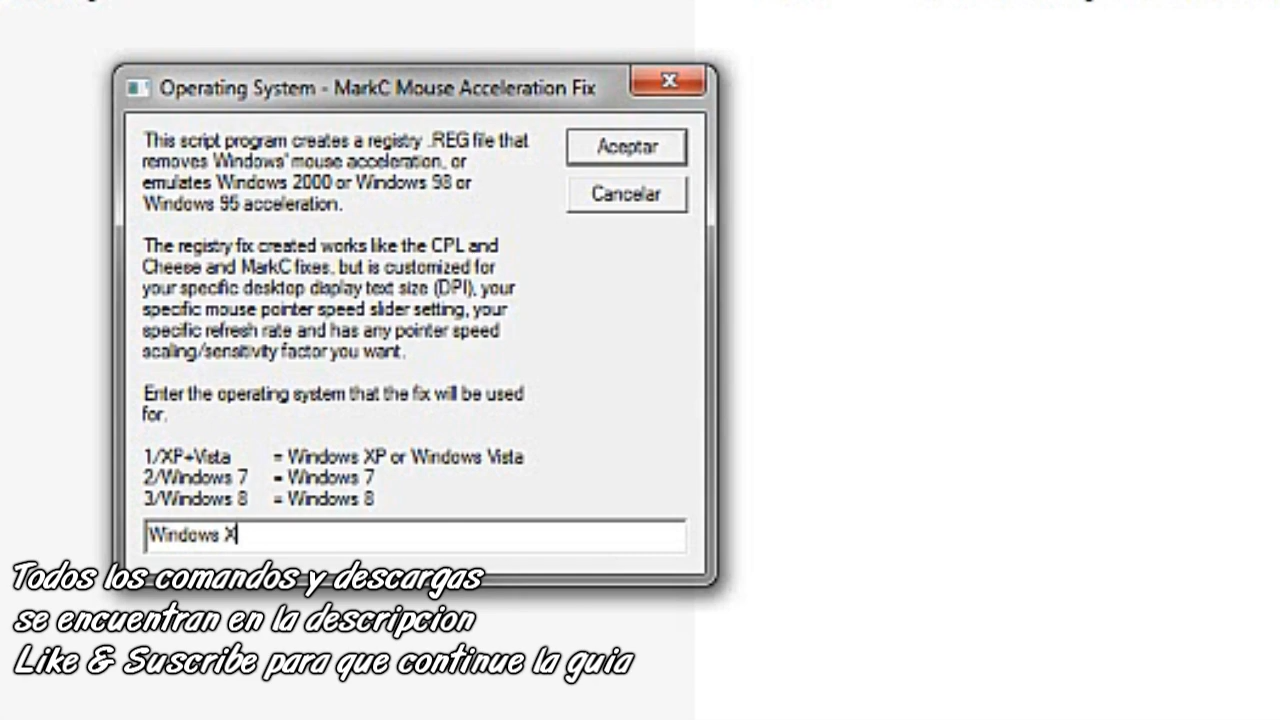 Operating System - MarkC Mouse Acceleration Fix
This script program creates a registry .REG file that
removes Windows' mouse acceleration, or
emulates Windows 2000 or Windows 98 or
Windows 95 acceleration.
Aceptar
Cancelar
The registry fix created works like the CPL and
Cheese and MarkC fixes, but is customized for
your specific desktop display text size (DPI), your
specific mouse pointer speed slider setting, your
specific refresh rate and has any pointer speed
scaling/sensitivity factor you want.
Enter the operating system that the fix will be used
for.
1/XP+Vista = Windows XP or Windows Vista
2/Windows 7 = Windows 7
3/Windows 8 = Windows 8
Windows X
Todos los comandos y descargas
se encuentran en la descripcion
Like & Suscribe para que continue la guia